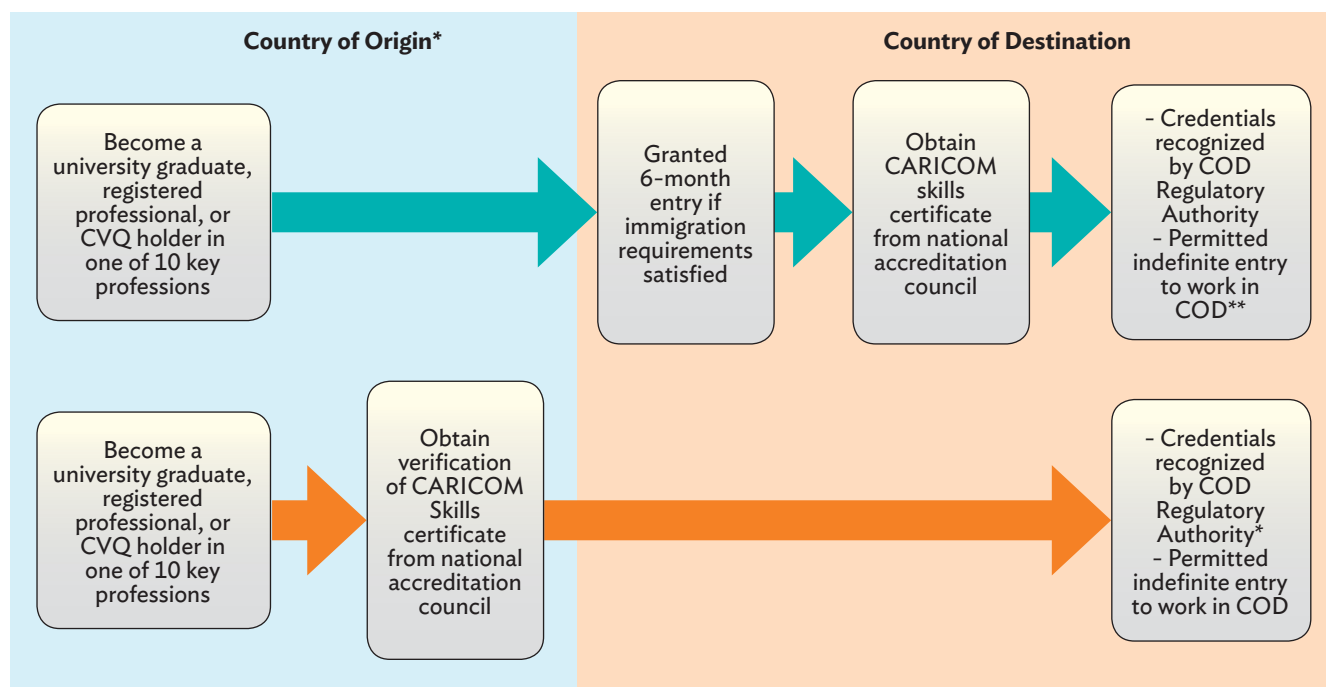 Country of Origin*
Country of Destination
Become a
university graduate,
registered
professional, or
CVQ holder in
one of 10 key
professions
Granted
6-month
entry if
immigration
requirements
satisfied
Obtain
CARICOM
skills
certificate
from national
accreditation
council
- Credentials
recognized
by COD
Regulatory
Authority
- Permitted
indefinite entry
to work in
COD**
Become a
university graduate,
registered
professional, or
CVQ holder in
one of 10 key
professions
Obtain
verification
of CARICOM
Skills
certificate
from national
accreditation
council
- Credentials
recognized
by COD
Regulatory
Authority*
- Permitted
indefinite entry
to work in COD